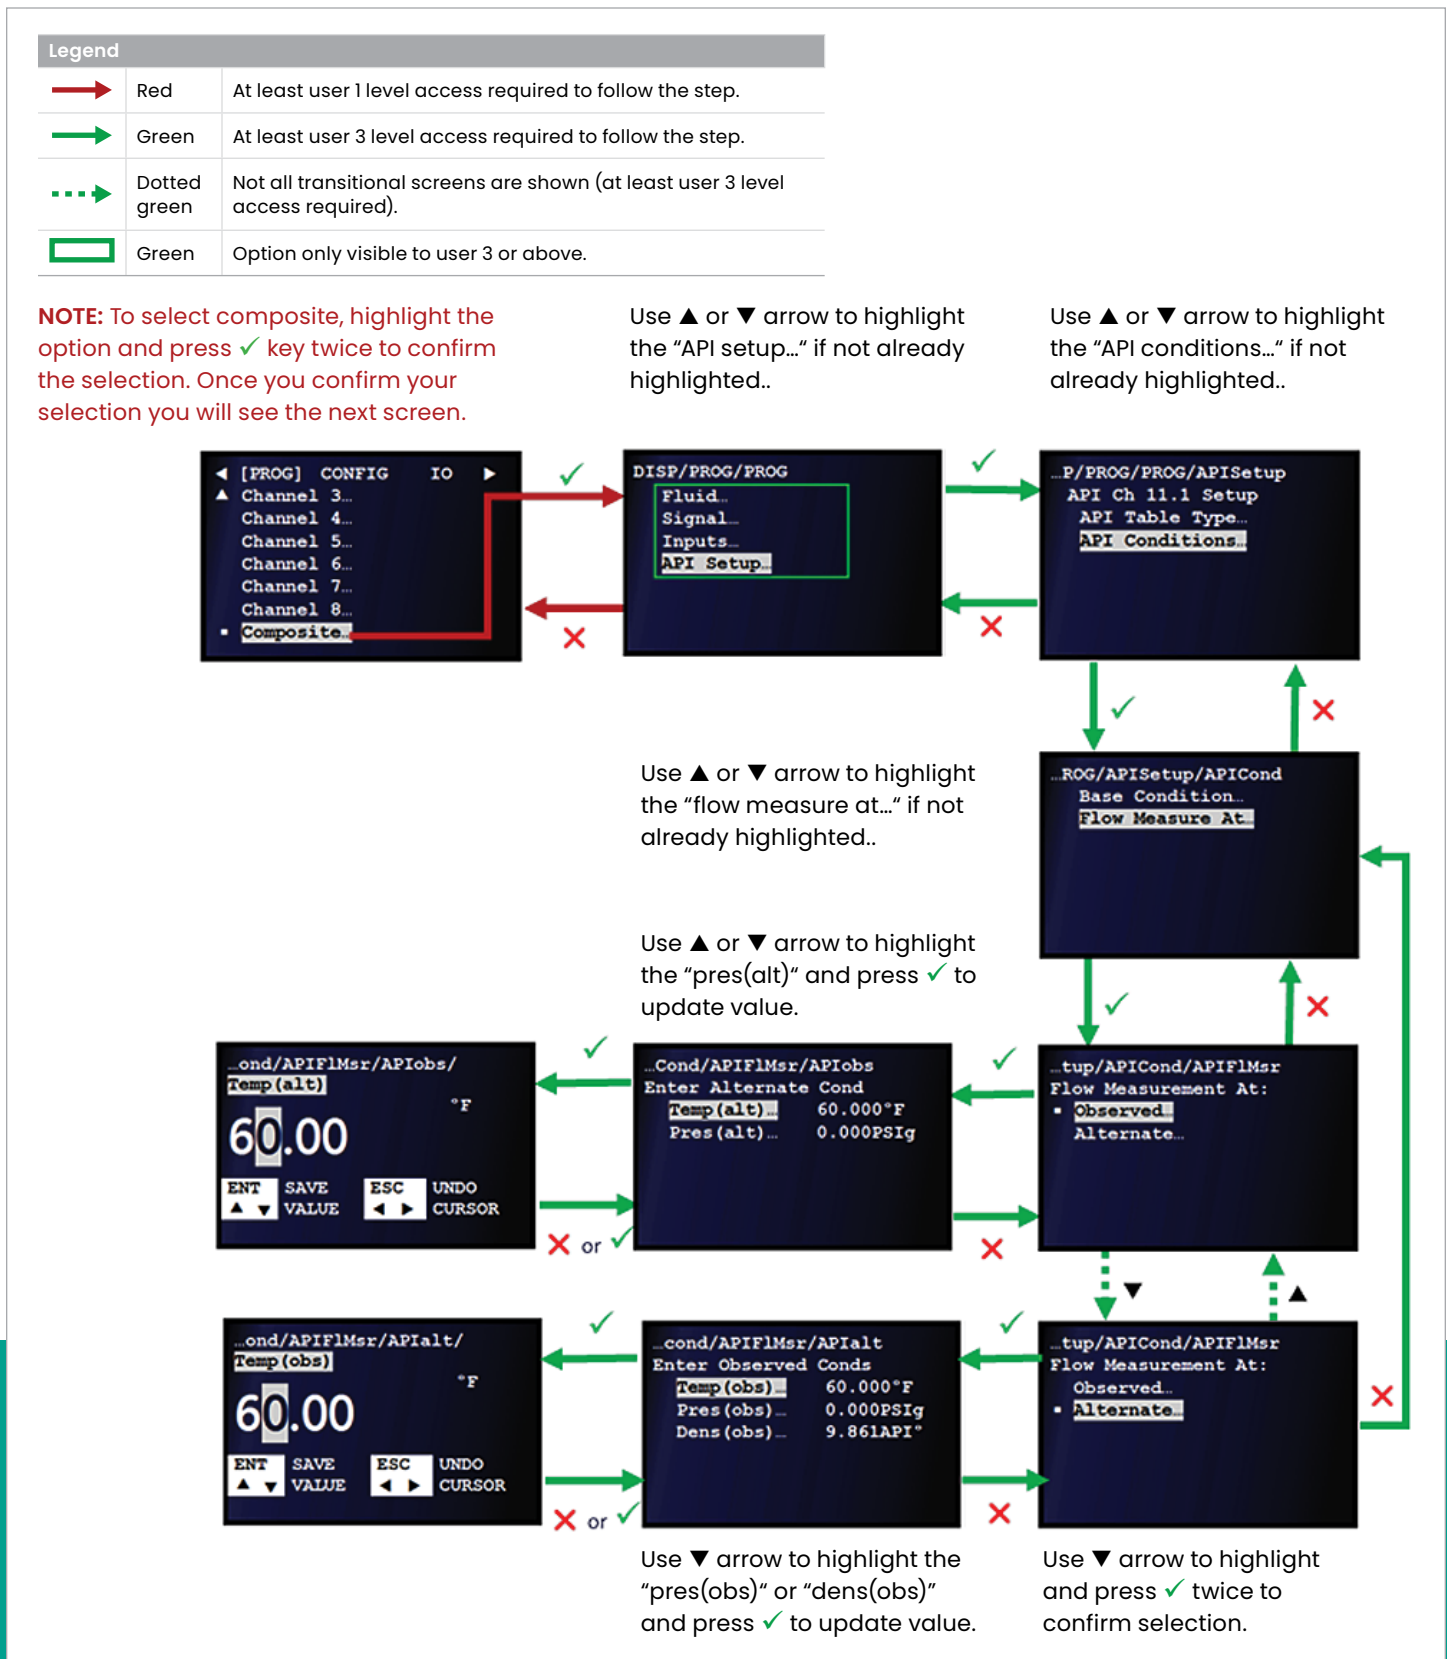 Legend
Red At least user 1 level access required to follow the step.
Green At least user 3 level access required to follow the step.
Dotted green Not all transitional screens are shown (at least user 3 level
access required).
Green Option only visible to user 3 or above.
NOTE: To select composite, highlight the
option and press ✓ key twice to confirm
the selection. Once you confirm your
selection you will see the next screen.
Use ▲ or ▼ arrow to highlight
the “API setup...“ if not already
highlighted..
Use ▲ or ▼ arrow to highlight
the “API conditions...“ if not
already highlighted..
◀ [PROG] CONFIG IO ▶
▲ Channel 3…
Channel 4…
Channel 5…
Channel 6…
Channel 7…
Channel 8…
▪ Composite…
✓
✕
DISP/PROG/PROG
Fluid…
Signal…
Inputs…
API Setup…
✓
✕
…P/PROG/PROG/APISetup
API Ch 11.1 Setup
API Table Type…
API Conditions…
✓
✕
Use ▲ or ▼ arrow to highlight
the “flow measure at...“ if not
already highlighted..
…ROG/APISetup/APICond
Base Condition…
Flow Measure At…
✓
✕
Use ▲ or ▼ arrow to highlight
the “pres(alt)“ and press ✓ to
update value.
…ond/APIFlMsr/APIobs/
Temp(alt)
°F
60.00
ENT SAVE ESC UNDO
▲ ▼ VALUE ◀ ▶ CURSOR
✓
✕ or ✓
…Cond/APIFlMsr/APIobs
Enter Alternate Cond
Temp(alt)… 60.000°F
Pres(alt)… 0.000PSIg
✓
✕
…tup/APICond/APIFlMsr
Flow Measurement At:
▪ Observed…
Alternate…
▼
▲
…ond/APIFlMsr/APIalt/
Temp(obs)
°F
60.00
ENT SAVE ESC UNDO
▲ ▼ VALUE ◀ ▶ CURSOR
✓
✕ or ✓
…cond/APIFlMsr/APIalt
Enter Observed Conds
Temp(obs)… 60.000°F
Pres(obs)… 0.000PSIg
Dens(obs)… 9.861API°
✓
✕
…tup/APICond/APIFlMsr
Flow Measurement At:
Observed…
▪ Alternate…
✕
Use ▼ arrow to highlight the
“pres(obs)“ or “dens(obs)”
and press ✓ to update value.
Use ▼ arrow to highlight
and press ✓ twice to
confirm selection.